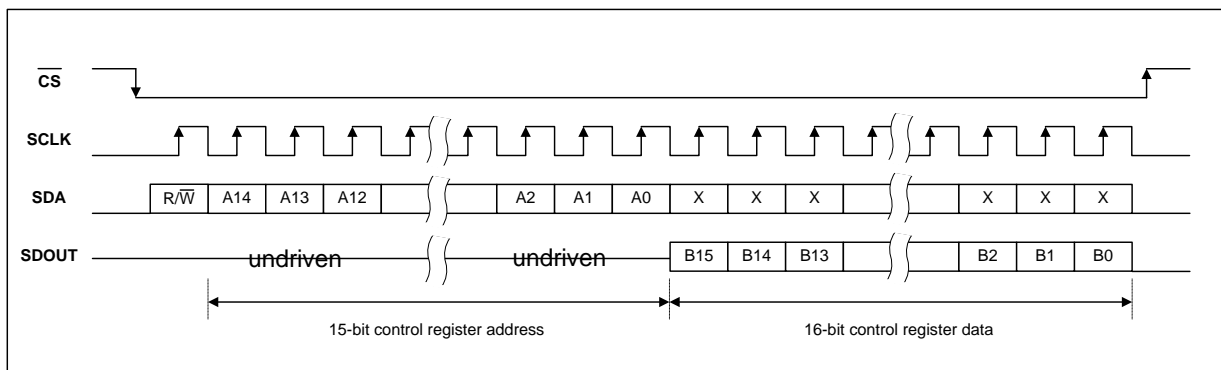 CS
SCLK
SDA R/W A14 A13 A12 A2 A1 A0 X X X X X X
SDOUT undriven undriven B15 B14 B13 B2 B1 B0
15-bit control register address 16-bit control register data